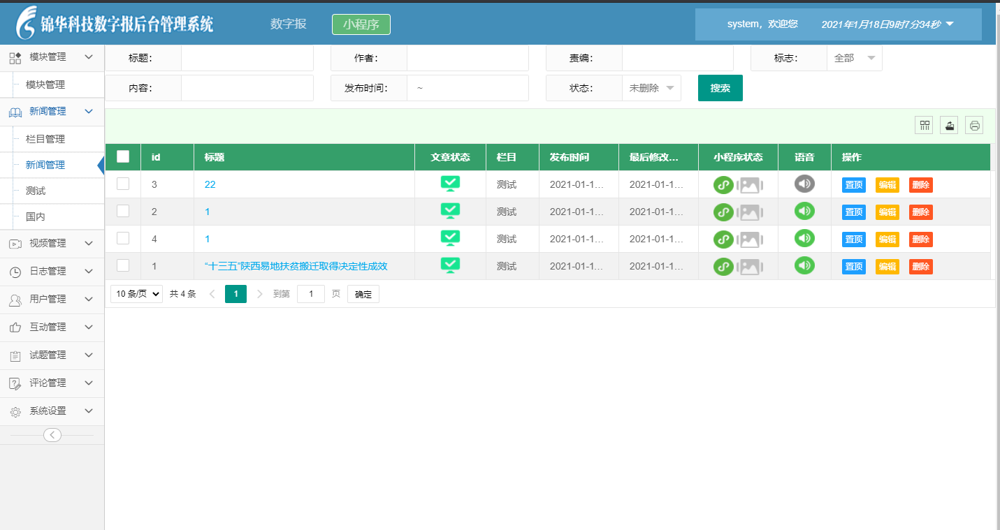 锦华科技数字报后台管理系统 数字报 小程序 system，欢迎您 2021年1月18日9时7分34秒
模块管理
模块管理
新闻管理
栏目管理
新闻管理
测试
国内
视频管理
日志管理
用户管理
互动管理
试题管理
评论管理
系统设置
标题： 作者： 责编： 标志： 全部
内容： 发布时间： ~ 状态： 未删除 搜索
id 标题 文章状态 栏目 发布时间 最后修改... 小程序状态 语音 操作
3 22 测试 2021-01-1... 2021-01-1... 置顶 编辑 删除
2 1 测试 2021-01-1... 2021-01-1... 置顶 编辑 删除
4 1 测试 2021-01-1... 2021-01-1... 置顶 编辑 删除
1 “十三五”陕西易地扶贫搬迁取得决定性成效 测试 2021-01-1... 2021-01-1... 置顶 编辑 删除
10 条/页 共 4 条 1 到第 1 页 确定